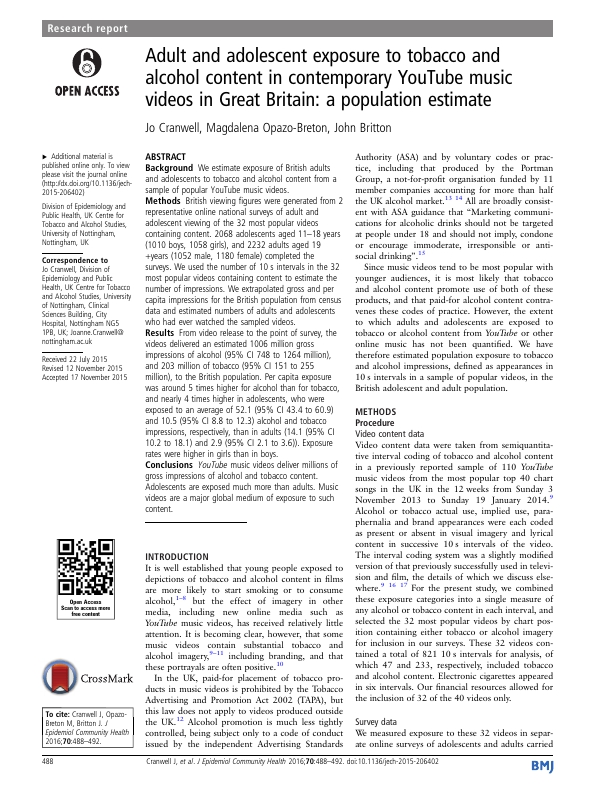 Research report
OPEN ACCESS
Adult and adolescent exposure to tobacco and
alcohol content in contemporary YouTube music
videos in Great Britain: a population estimate
Jo Cranwell, Magdalena Opazo-Breton, John Britton
▸ Additional material is
published online only. To view
please visit the journal online
(http://dx.doi.org/10.1136/jech-
2015-206402)
Division of Epidemiology and
Public Health, UK Centre for
Tobacco and Alcohol Studies,
University of Nottingham,
Nottingham, UK
Correspondence to
Jo Cranwell, Division of
Epidemiology and Public
Health, UK Centre for Tobacco
and Alcohol Studies, University
of Nottingham, Clinical
Sciences Building, City
Hospital, Nottingham NG5
1PB, UK; Joanne.Cranwell@
nottingham.ac.uk
Received 22 July 2015
Revised 12 November 2015
Accepted 17 November 2015
Open Access
Scan to access more
free content
CrossMark
To cite: Cranwell J, Opazo-
Breton M, Britton J. J
Epidemiol Community Health
2016;70:488–492.
ABSTRACT
Background We estimate exposure of British adults
and adolescents to tobacco and alcohol content from a
sample of popular YouTube music videos.
Methods British viewing figures were generated from 2
representative online national surveys of adult and
adolescent viewing of the 32 most popular videos
containing content. 2068 adolescents aged 11–18 years
(1010 boys, 1058 girls), and 2232 adults aged 19
+years (1052 male, 1180 female) completed the
surveys. We used the number of 10 s intervals in the 32
most popular videos containing content to estimate the
number of impressions. We extrapolated gross and per
capita impressions for the British population from census
data and estimated numbers of adults and adolescents
who had ever watched the sampled videos.
Results From video release to the point of survey, the
videos delivered an estimated 1006 million gross
impressions of alcohol (95% CI 748 to 1264 million),
and 203 million of tobacco (95% CI 151 to 255
million), to the British population. Per capita exposure
was around 5 times higher for alcohol than for tobacco,
and nearly 4 times higher in adolescents, who were
exposed to an average of 52.1 (95% CI 43.4 to 60.9)
and 10.5 (95% CI 8.8 to 12.3) alcohol and tobacco
impressions, respectively, than in adults (14.1 (95% CI
10.2 to 18.1) and 2.9 (95% CI 2.1 to 3.6)). Exposure
rates were higher in girls than in boys.
Conclusions YouTube music videos deliver millions of
gross impressions of alcohol and tobacco content.
Adolescents are exposed much more than adults. Music
videos are a major global medium of exposure to such
content.
INTRODUCTION
It is well established that young people exposed to
depictions of tobacco and alcohol content in films
are more likely to start smoking or to consume
alcohol,1–8 but the effect of imagery in other
media, including new online media such as
YouTube music videos, has received relatively little
attention. It is becoming clear, however, that some
music videos contain substantial tobacco and
alcohol imagery,9–11 including branding, and that
these portrayals are often positive.10
In the UK, paid-for placement of tobacco pro-
ducts in music videos is prohibited by the Tobacco
Advertising and Promotion Act 2002 (TAPA), but
this law does not apply to videos produced outside
the UK.12 Alcohol promotion is much less tightly
controlled, being subject only to a code of conduct
issued by the independent Advertising Standards
Authority (ASA) and by voluntary codes or prac-
tice, including that produced by the Portman
Group, a not-for-profit organisation funded by 11
member companies accounting for more than half
the UK alcohol market.13 14 All are broadly consist-
ent with ASA guidance that “Marketing communi-
cations for alcoholic drinks should not be targeted
at people under 18 and should not imply, condone
or encourage immoderate, irresponsible or anti-
social drinking”.15
Since music videos tend to be most popular with
younger audiences, it is most likely that tobacco
and alcohol content promote use of both of these
products, and that paid-for alcohol content contra-
venes these codes of practice. However, the extent
to which adults and adolescents are exposed to
tobacco or alcohol content from YouTube or other
online music has not been quantified. We have
therefore estimated population exposure to tobacco
and alcohol impressions, defined as appearances in
10 s intervals in a sample of popular videos, in the
British adolescent and adult population.
METHODS
Procedure
Video content data
Video content data were taken from semiquantita-
tive interval coding of tobacco and alcohol content
in a previously reported sample of 110 YouTube
music videos from the most popular top 40 chart
songs in the UK in the 12 weeks from Sunday 3
November 2013 to Sunday 19 January 2014.9
Alcohol or tobacco actual use, implied use, para-
phernalia and brand appearances were each coded
as present or absent in visual imagery and lyrical
content in successive 10 s intervals of the video.
The interval coding system was a slightly modified
version of that previously successfully used in televi-
sion and film, the details of which we discuss else-
where.9 16 17 For the present study, we combined
these exposure categories into a single measure of
any alcohol or tobacco content in each interval, and
selected the 32 most popular videos by chart pos-
ition containing either tobacco or alcohol imagery
for inclusion in our surveys. These 32 videos con-
tained a total of 821 10 s intervals for analysis, of
which 47 and 233, respectively, included tobacco
and alcohol content. Electronic cigarettes appeared
in six intervals. Our financial resources allowed for
the inclusion of 32 of the 40 videos only.
Survey data
We measured exposure to these 32 videos in separ-
ate online surveys of adolescents and adults carried
488
Cranwell J, et al. J Epidemiol Community Health 2016;70:488–492. doi:10.1136/jech-2015-206402
BMJ